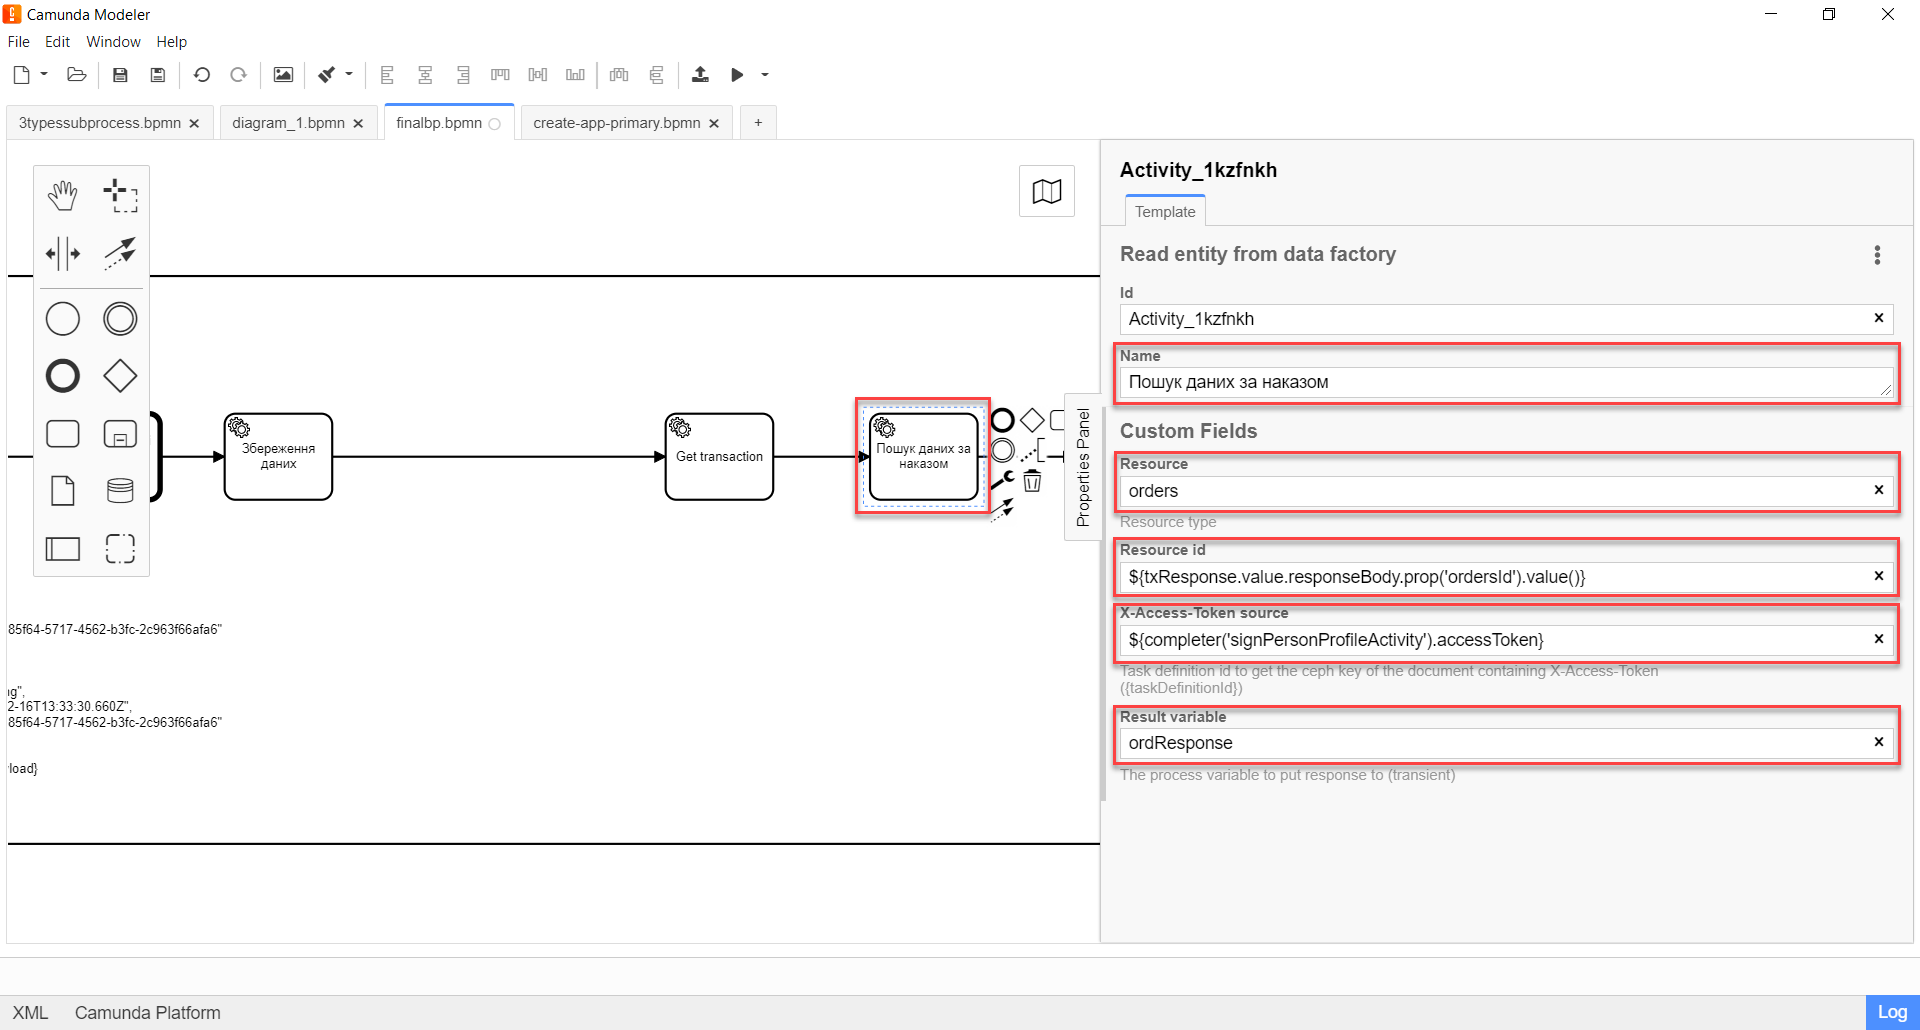 Camunda Modeler
File Edit Window Help
3typessubprocess.bpmn
diagram_1.bpmn
finalbp.bpmn
create-app-primary.bpmn
+
Збереження
даних
Get transaction
Пошук даних за
наказом
85f64-5717-4562-b3fc-2c963f66afa6"
ig",
2-16T13:33:30.660Z",
85f64-5717-4562-b3fc-2c963f66afa6"
load}
Properties Panel
Activity_1kzfnkh
Template
Read entity from data factory
Id
Activity_1kzfnkh
Name
Пошук даних за наказом
Custom Fields
Resource
orders
Resource type
Resource id
${txResponse.value.responseBody.prop('ordersId').value()}
X-Access-Token source
${completer('signPersonProfileActivity').accessToken}
Task definition id to get the ceph key of the document containing X-Access-Token
({taskDefinitionId})
Result variable
ordResponse
The process variable to put response to (transient)
XML Camunda Platform
Log